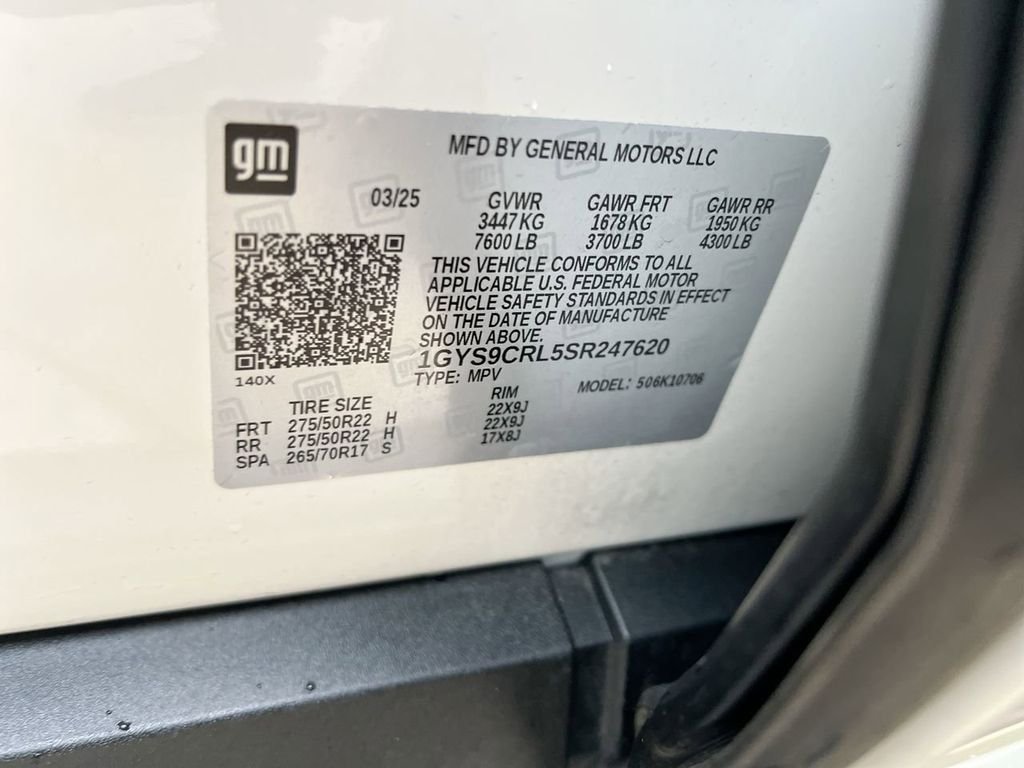 gm
MFD BY GENERAL MOTORS LLC
03/25 GVWR GAWR FRT GAWR RR
3447 KG 1678 KG 1950 KG
7600 LB 3700 LB 4300 LB
THIS VEHICLE CONFORMS TO ALL
APPLICABLE U.S. FEDERAL MOTOR
VEHICLE SAFETY STANDARDS IN EFFECT
ON THE DATE OF MANUFACTURE
SHOWN ABOVE.
1GYS9CRL5SR247620
140X
TYPE: MPV MODEL: 506K10706
TIRE SIZE RIM
FRT 275/50R22 H 22X9J
RR 275/50R22 H 22X9J
SPA 265/70R17 S 17X8J